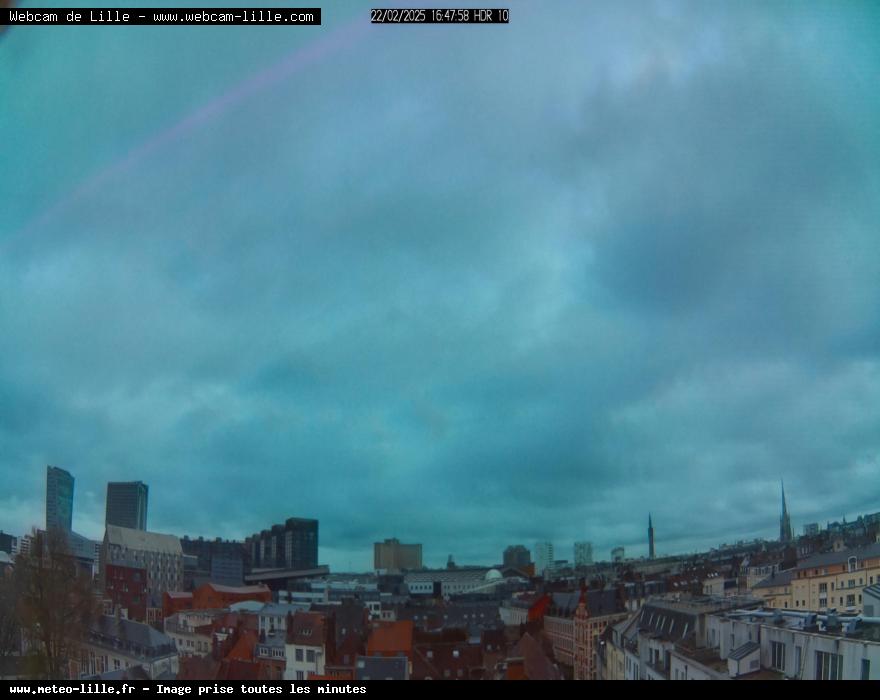 Webcam de Lille - www.webcam-lille.com
22/02/2025 16:47:58 HDR 10
www.meteo-lille.fr - Image prise toutes les minutes